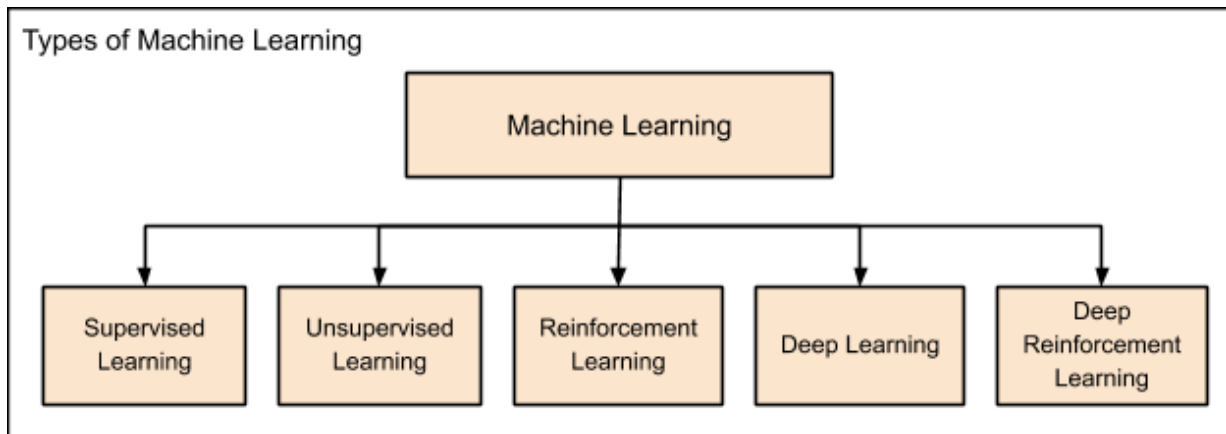 Types of Machine Learning
Machine Learning
Supervised
Learning
Unsupervised
Learning
Reinforcement
Learning
Deep Learning
Deep
Reinforcement
Learning